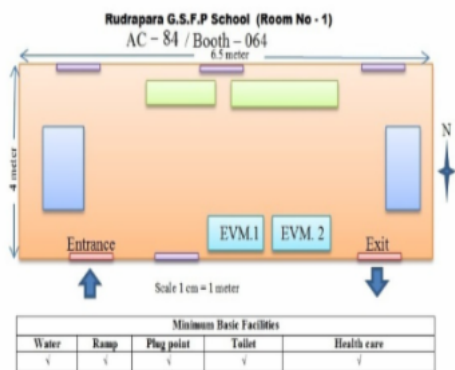 Rudrapara G.S.F.P School (Room No - 1)
AC – 84 / Booth – 064
6.5 meter
4 meter
N
EVM.1 EVM. 2
Entrance Exit
Scale 1 cm = 1 meter
Minimum Basic Facilities
Water Ramp Plug point Toilet Health care
√ √ √ √ √